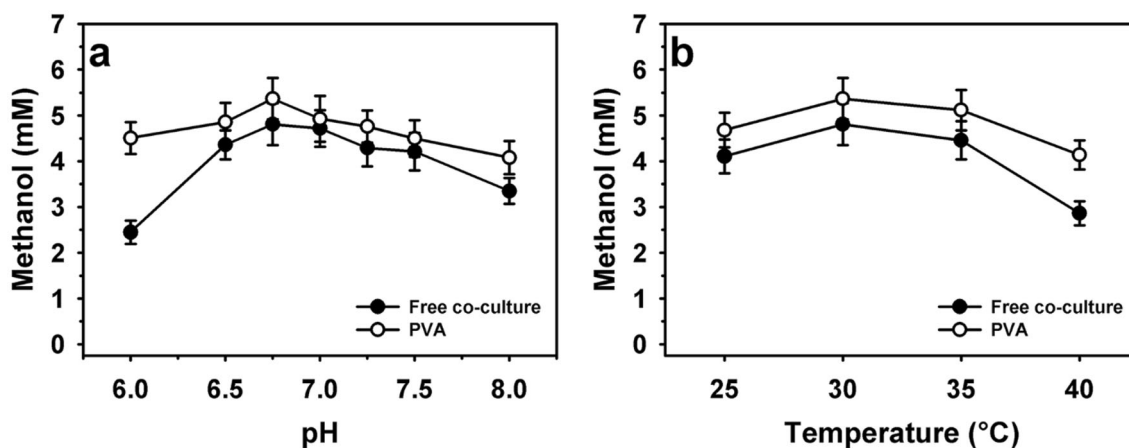 a
Methanol (mM)
7
6
5
4
3
2
1
0
Free co-culture
PVA
6.0 6.5 7.0 7.5 8.0
pH
b
Methanol (mM)
7
6
5
4
3
2
1
0
Free co-culture
PVA
25 30 35 40
Temperature (°C)